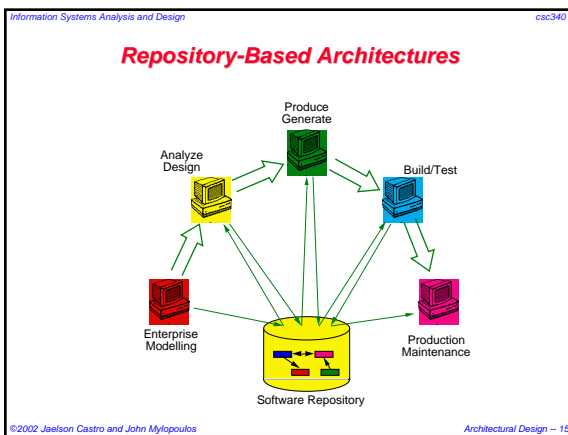 Information Systems Analysis and Design
csc340
Repository-Based Architectures
Produce
Generate
Analyze
Design
Build/Test
Enterprise
Modelling
Production
Maintenance
Software Repository
©2002 Jaelson Castro and John Mylopoulos
Architectural Design -- 15